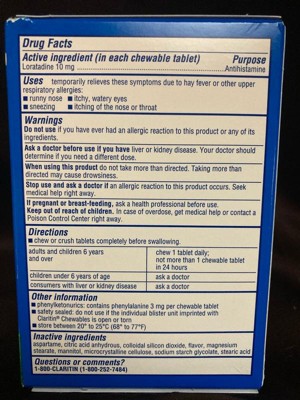 Drug Facts
Active ingredient (in each chewable tablet) Purpose
Loratadine 10 mg ... Antihistamine
Uses temporarily relieves these symptoms due to hay fever or other upper
respiratory allergies:
■ runny nose ■ itchy, watery eyes
■ sneezing ■ itching of the nose or throat
Warnings
Do not use if you have ever had an allergic reaction to this product or any of its
ingredients.
Ask a doctor before use if you have liver or kidney disease. Your doctor should
determine if you need a different dose.
When using this product do not take more than directed. Taking more than
directed may cause drowsiness.
Stop use and ask a doctor if an allergic reaction to this product occurs. Seek
medical help right away.
If pregnant or breast-feeding, ask a health professional before use.
Keep out of reach of children. In case of overdose, get medical help or contact a
Poison Control Center right away.
Directions
■ chew or crush tablets completely before swallowing.
adults and children 6 years and over
chew 1 tablet daily;
not more than 1 chewable tablet
in 24 hours
children under 6 years of age ask a doctor
consumers with liver or kidney disease ask a doctor
Other information
■ phenylketonurics: contains phenylalanine 3 mg per chewable tablet
■ safety sealed: do not use if the individual blister unit imprinted with
Claritin® Chewables is open or torn
■ store between 20° to 25°C (68° to 77°F)
Inactive ingredients
aspartame, citric acid anhydrous, colloidal silicon dioxide, flavor, magnesium
stearate, mannitol, microcrystalline cellulose, sodium starch glycolate, stearic acid
Questions or comments?
1-800-CLARITIN (1-800-252-7484)